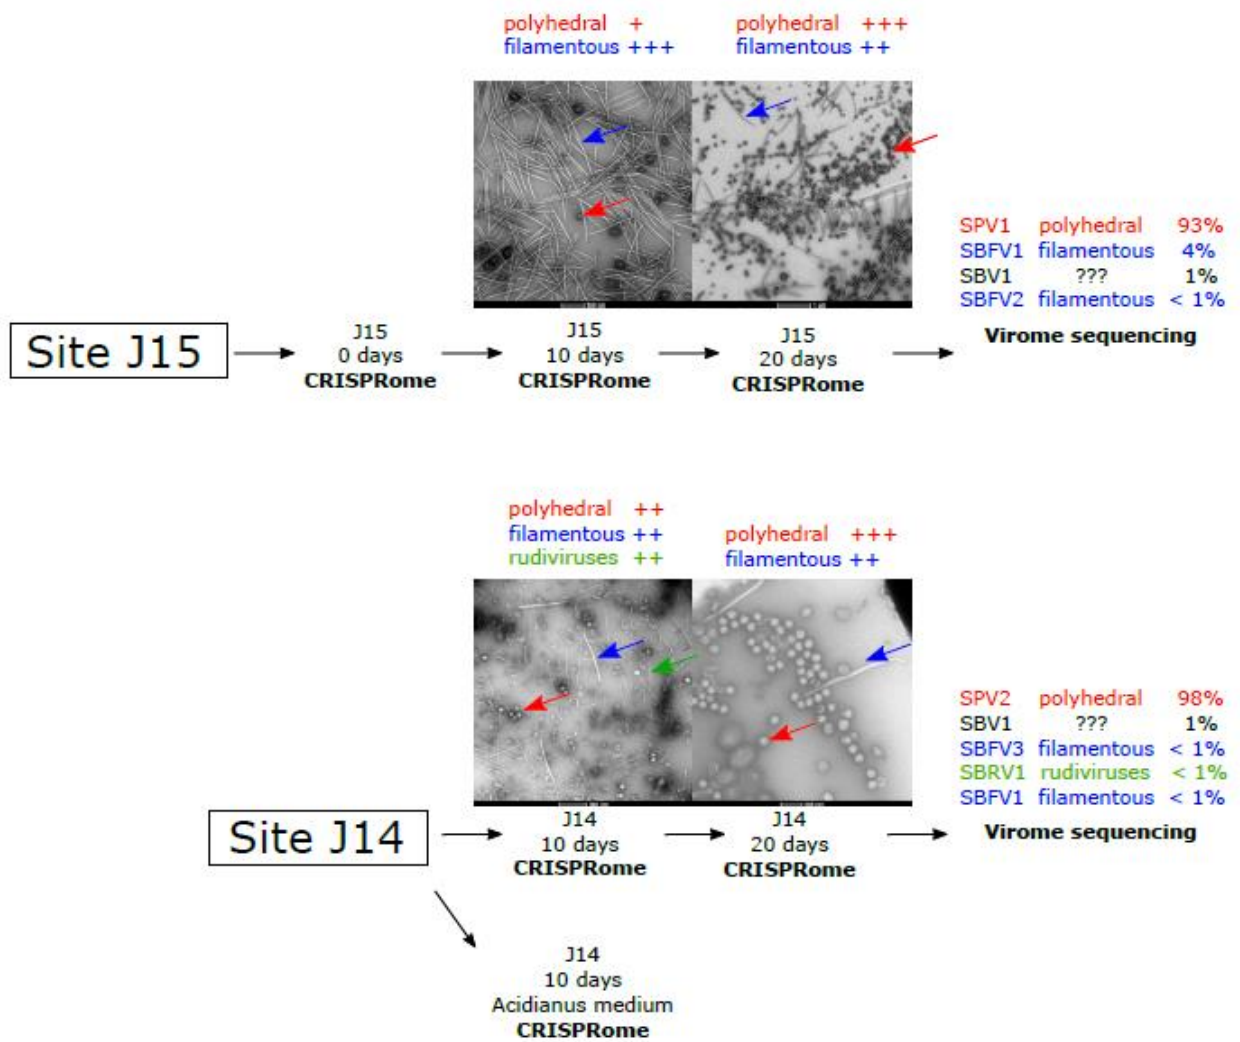 polyhedral + polyhedral +++
filamentous +++ filamentous ++
SPV1 polyhedral 93%
SBFV1 filamentous 4%
SBV1 ??? 1%
SBFV2 filamentous < 1%
Virome sequencing
Site J15
J15
0 days
CRISPRome
J15
10 days
CRISPRome
J15
20 days
CRISPRome
polyhedral ++
filamentous ++
rudiviruses ++
polyhedral +++
filamentous ++
SPV2 polyhedral 98%
SBV1 ??? 1%
SBFV3 filamentous < 1%
SBRV1 rudiviruses < 1%
SBFV1 filamentous < 1%
Virome sequencing
Site J14
J14
10 days
CRISPRome
J14
20 days
CRISPRome
J14
10 days
Acidianus medium
CRISPRome